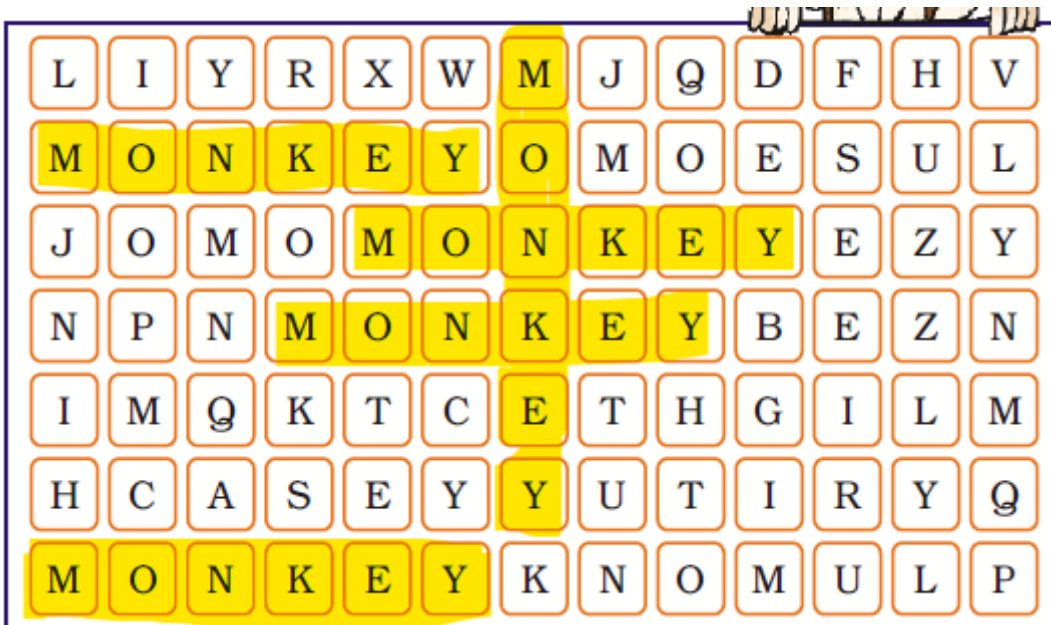 L I Y R X W M J Q D F H V
M O N K E Y O M O E S U L
J O M O M O N K E Y E Z Y
N P N M O N K E Y B E Z N
I M Q K T C E T H G I L M
H C A S E Y Y U T I R Y Q
M O N K E Y K N O M U L P